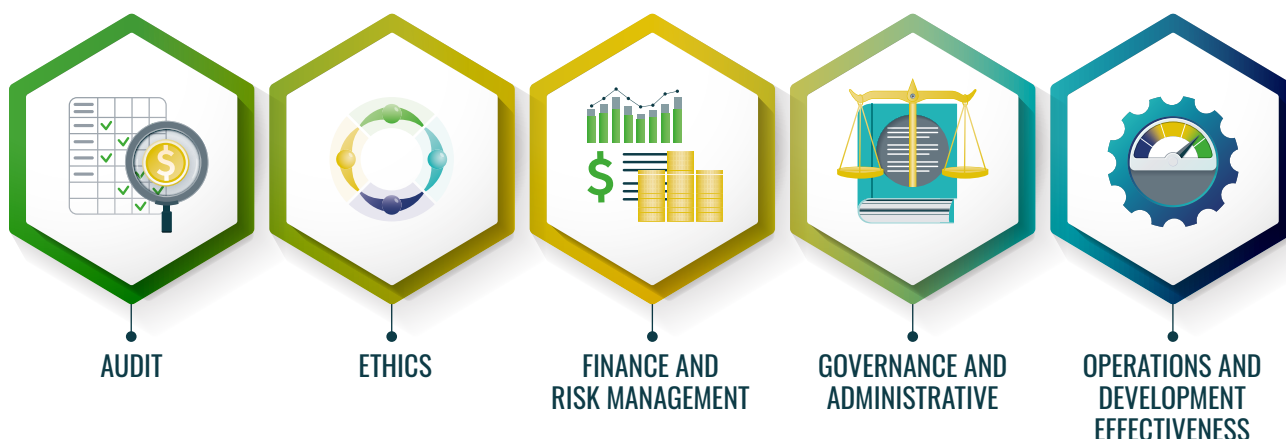 AUDIT
ETHICS
FINANCE AND
RISK MANAGEMENT
GOVERNANCE AND
ADMINISTRATIVE
OPERATIONS AND
DEVELOPMENT
EFFECTIVENESS